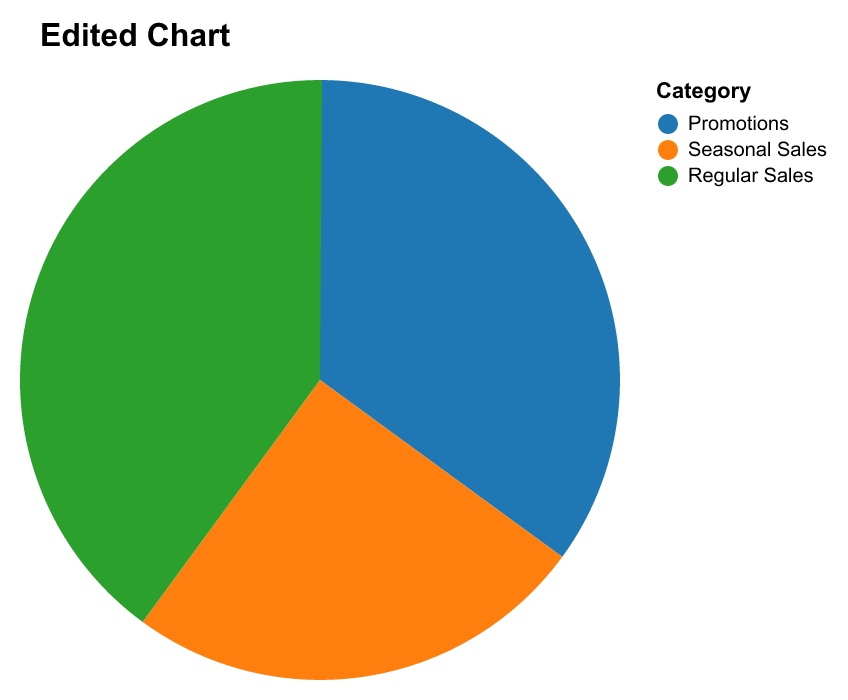 Edited Chart
Category
Promotions
Seasonal Sales
Regular Sales